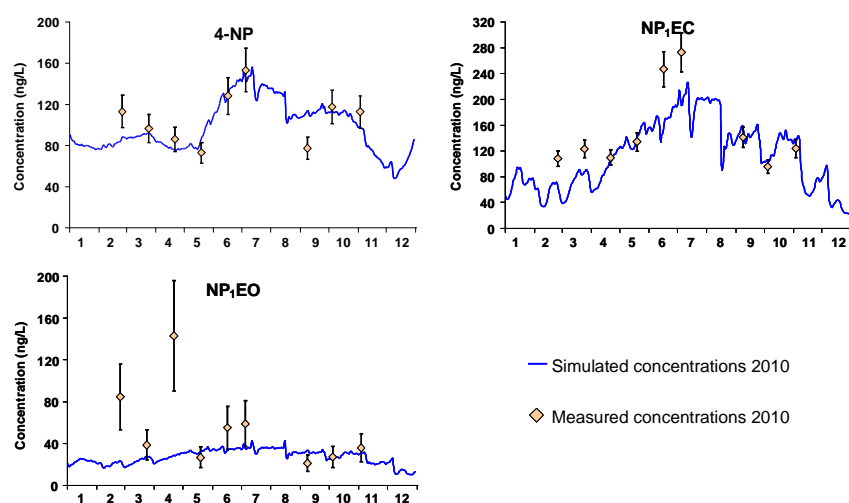 4-NP
Concentration (ng/L)
200
160
120
80
40
0
1 2 3 4 5 6 7 8 9 10 11 12
NP₁EC
Concentration (ng/L)
320
280
240
200
160
120
80
40
0
1 2 3 4 5 6 7 8 9 10 11 12
NP₁EO
Concentration (ng/L)
200
160
120
80
40
0
1 2 3 4 5 6 7 8 9 10 11 12
Simulated concentrations 2010
Measured concentrations 2010